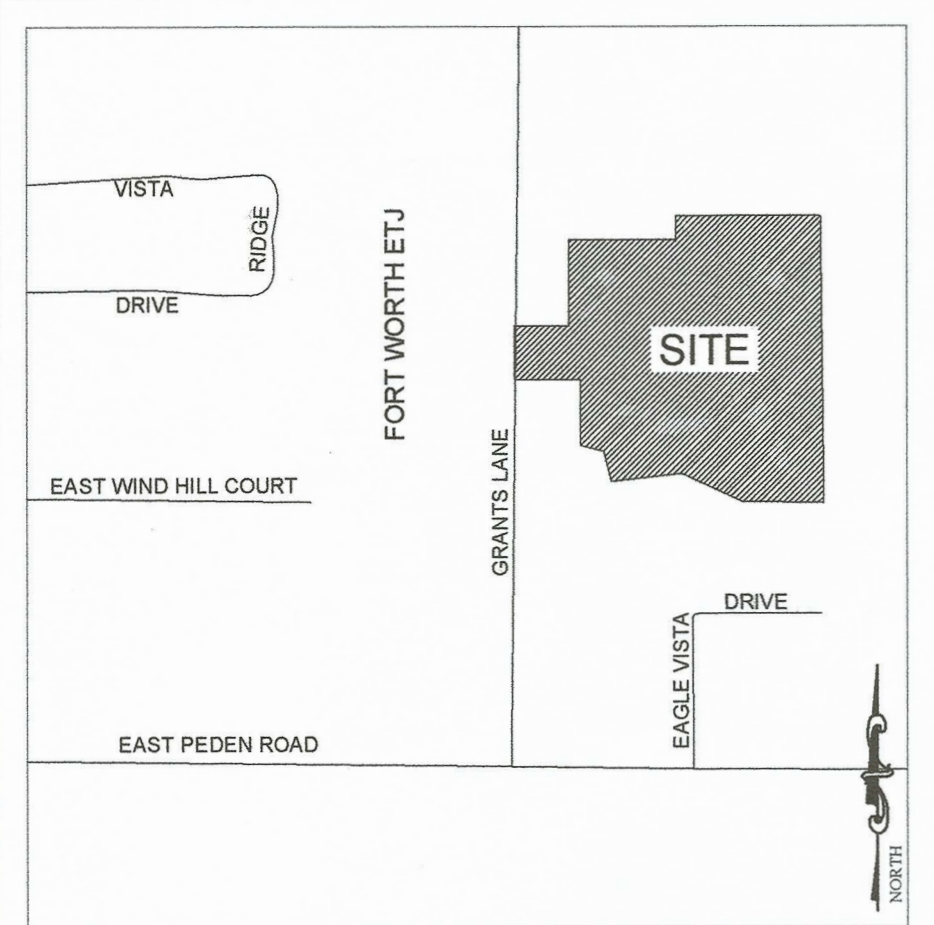 VISTA
RIDGE
DRIVE
FORT WORTH ETJ
SITE
GRANTS LANE
EAST WIND HILL COURT
DRIVE
EAGLE VISTA
EAST PEDEN ROAD
NORTH